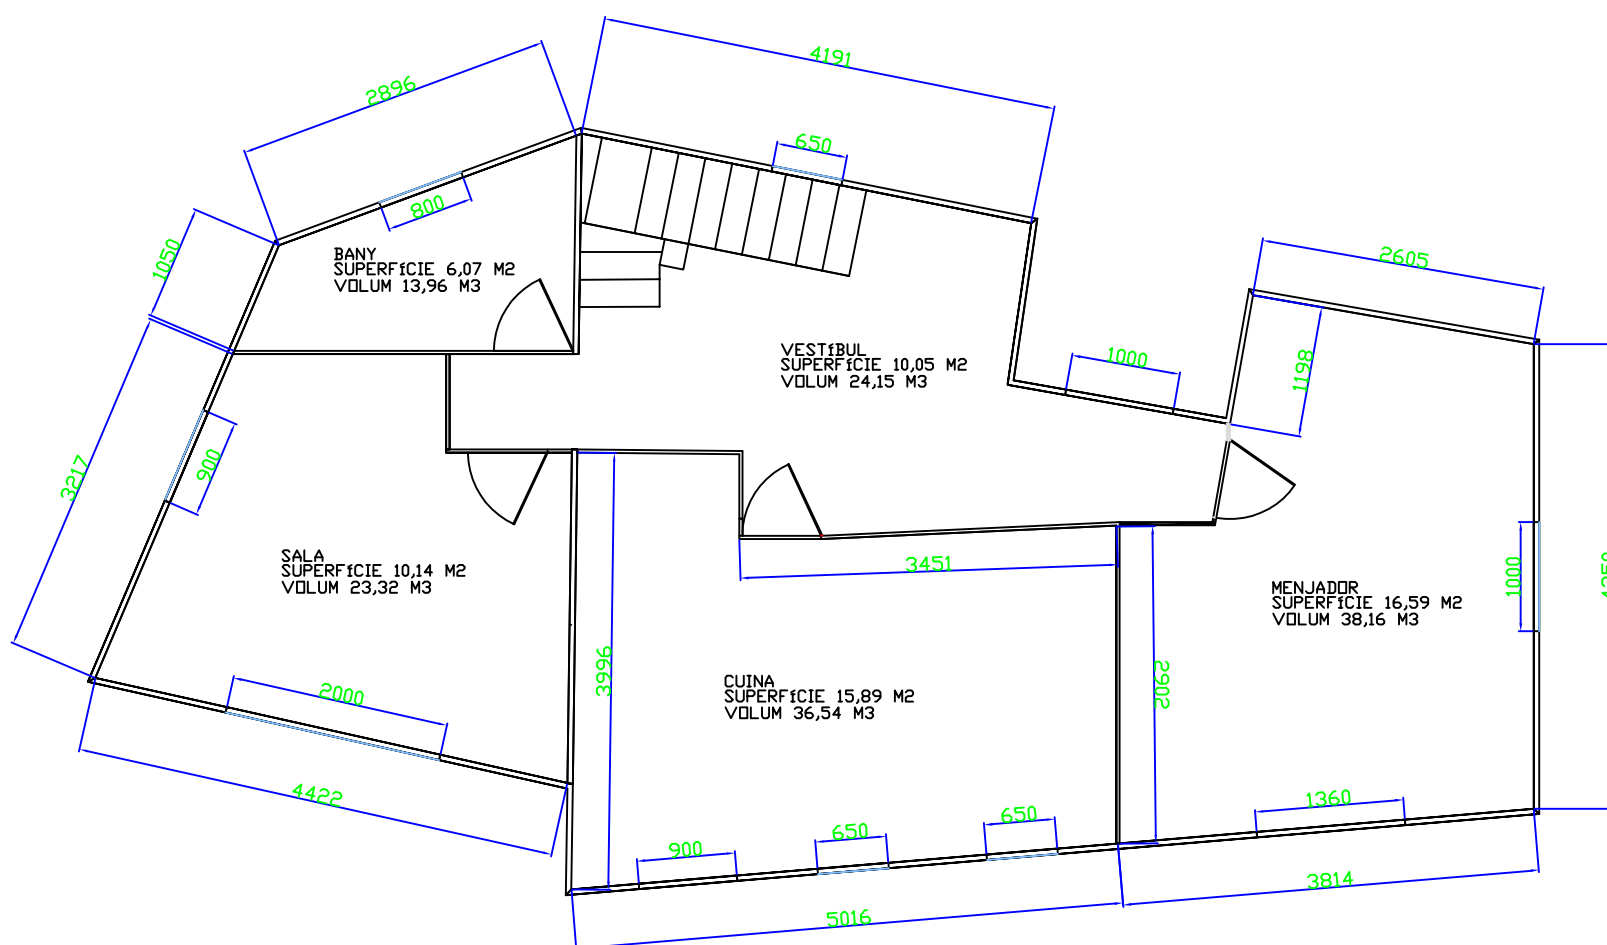 4191
2896
650
800
1050
BANY
SUPERFíCIE 6,07 M2
VOLUM 13,96 M3
2605
VESTíBUL
SUPERFíCIE 10,05 M2
VOLUM 24,15 M3
1000
1198
3217
900
SALA
SUPERFíCIE 10,14 M2
VOLUM 23,32 M3
3451
1000
MENJADOR
SUPERFíCIE 16,59 M2
VOLUM 38,16 M3
3996
2902
CUINA
SUPERFíCIE 15,89 M2
VOLUM 36,54 M3
2000
4422
900
650
650
1360
3814
5016